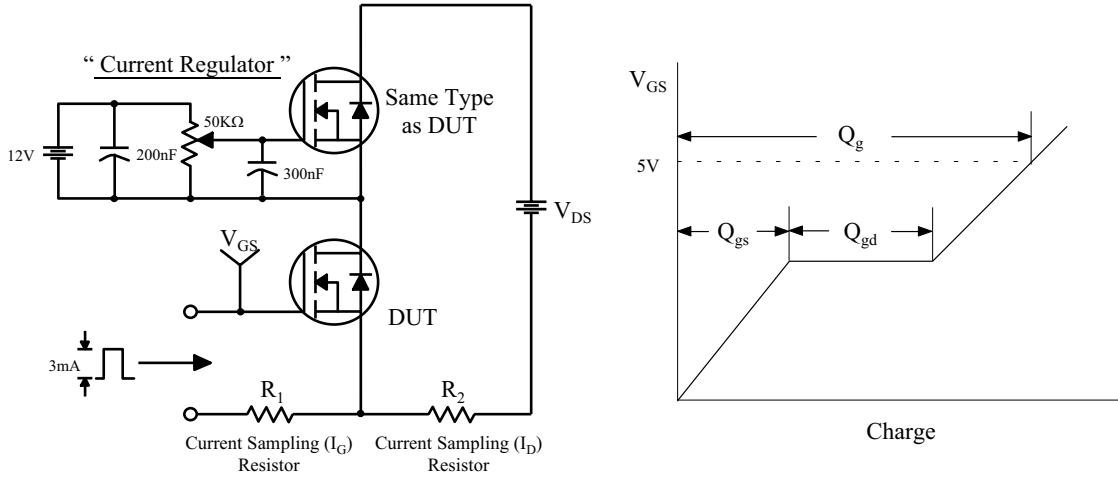 “ Current Regulator ”
12V
200nF
50KΩ
300nF
Same Type
as DUT
V_DS
V_GS
DUT
3mA
R_1
R_2
Current Sampling (I_G)
Resistor
Current Sampling (I_D)
Resistor
V_GS
Q_g
5V
Q_gs
Q_gd
Charge